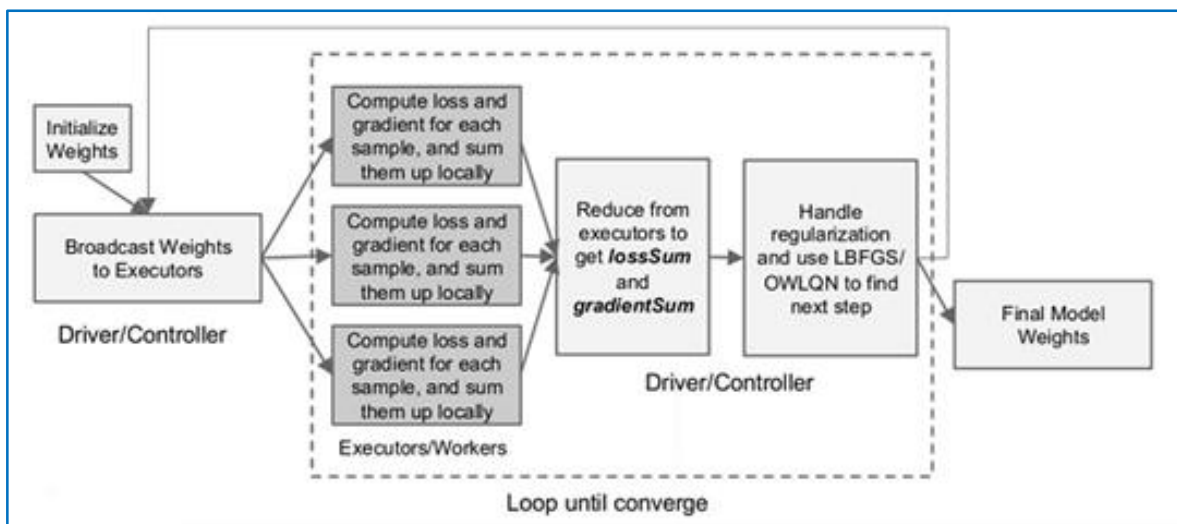 Initialize
Weights
Broadcast Weights
to Executors
Driver/Controller
Compute loss and
gradient for each
sample, and sum
them up locally
Compute loss and
gradient for each
sample, and sum
them up locally
Compute loss and
gradient for each
sample, and sum
them up locally
Executors/Workers
Reduce from
executors to
get lossSum
and
gradientSum
Handle
regularization
and use LBFGS/
OWLQN to find
next step
Driver/Controller
Final Model
Weights
Loop until converge